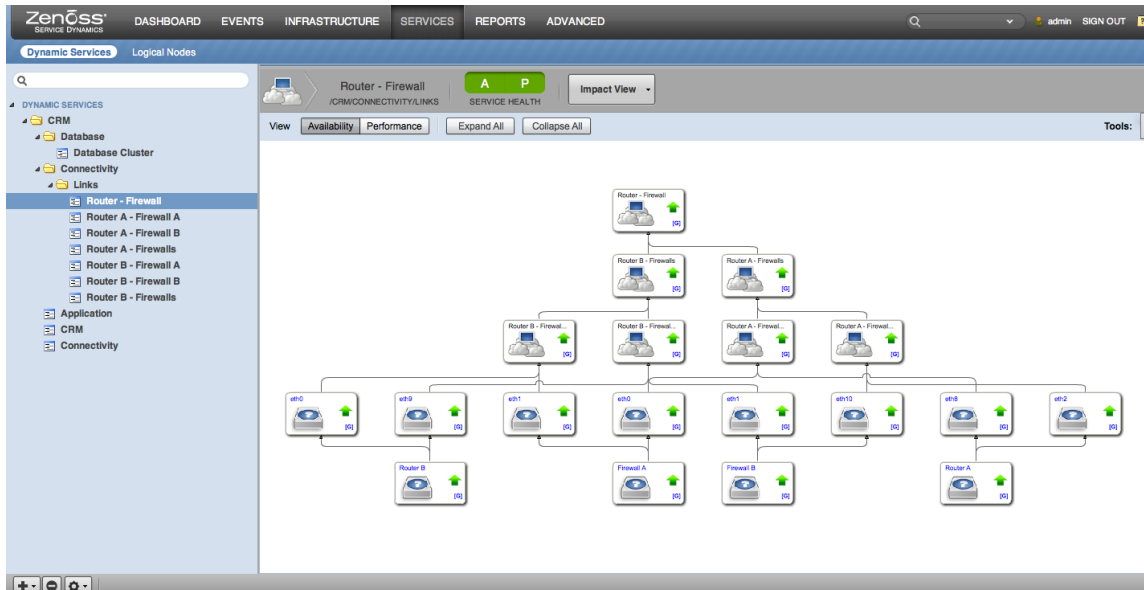 Zenoss
SERVICE DYNAMICS
DASHBOARD EVENTS INFRASTRUCTURE SERVICES REPORTS ADVANCED
admin SIGN OUT
Dynamic Services Logical Nodes
DYNAMIC SERVICES
CRM
Database
Database Cluster
Connectivity
Links
Router - Firewall
Router A - Firewall A
Router A - Firewall B
Router A - Firewalls
Router B - Firewall A
Router B - Firewall B
Router B - Firewalls
Application
CRM
Connectivity
Router - Firewall
/CRM/CONNECTIVITY/LINKS
A P
SERVICE HEALTH
Impact View
View Availability Performance Expand All Collapse All Tools:
Router - Firewall
[G]
Router B - Firewalls Router A - Firewalls
[G] [G]
Router B - Firewal... Router B - Firewal... Router A - Firewal... Router A - Firewal...
[G] [G] [G] [G]
eth0 eth9 eth1 eth0 eth1 eth10 eth8 eth2
[G] [G] [G] [G] [G] [G] [G] [G]
Router B Firewall A Firewall B Router A
[G] [G] [G] [G]